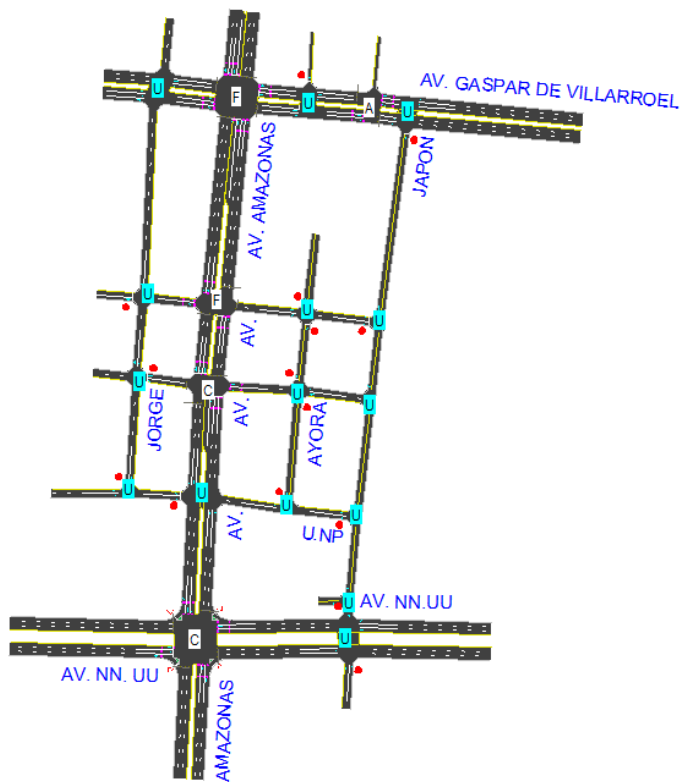 AV. GASPAR DE VILLARROEL
U
F
U
A
U
JAPON
AV. AMAZONAS
U
F
U
U
AV.
U
C
U
U
AV.
JORGE
AYORA
U
U
U
U
AV.
U.NP
U
AV. NN.UU
C
U
AV. NN. UU
AMAZONAS